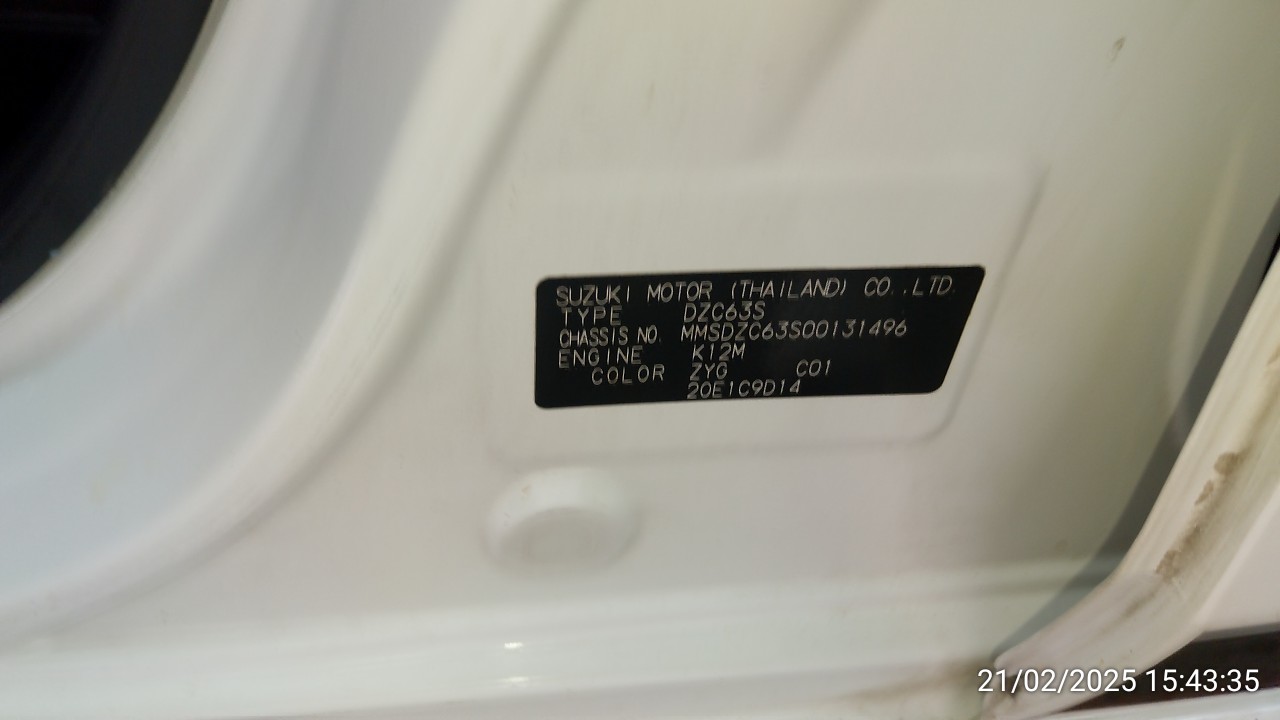 SUZUKI MOTOR (THAILAND) CO.,LTD.
TYPE DZC63S
CHASSIS NO. MMSDZC63S00131496
ENGINE K12M
COLOR ZYG C01
20E1C9D14
21/02/2025 15:43:35